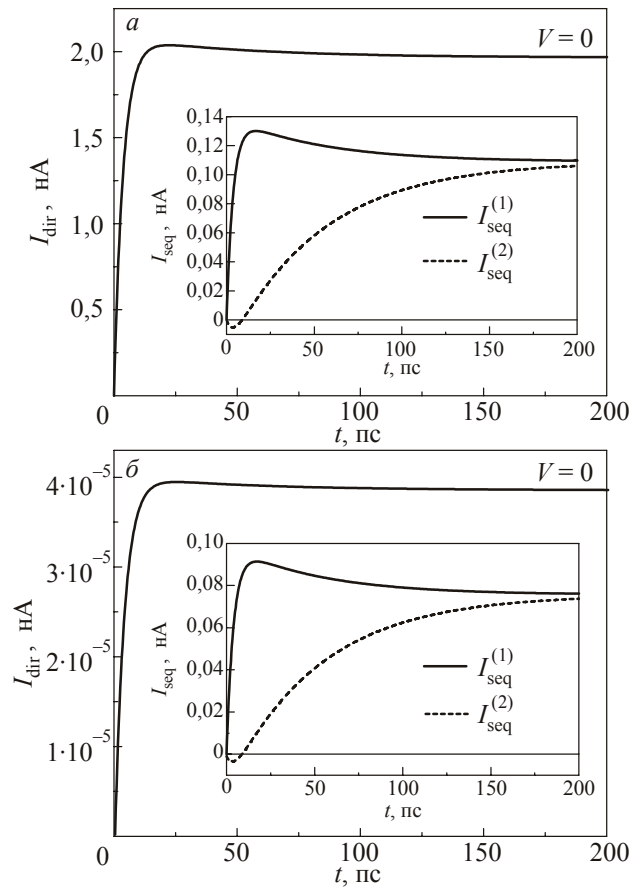 а
V = 0
2,0
1,5
1,0
0,5
0
I_dir , нА
50
100
150
200
t, пс
0,14
0,12
0,10
0,08
0,06
0,04
0,02
0
I_seq , нА
I_seq^(1)
I_seq^(2)
0
50
100
150
200
t, пс
б
V = 0
4·10⁻⁵
3·10⁻⁵
2·10⁻⁵
1·10⁻⁵
0
I_dir , нА
50
100
150
200
t, пс
0,10
0,08
0,06
0,04
0,02
0
I_seq , нА
I_seq^(1)
I_seq^(2)
0
50
100
150
200
t, пс